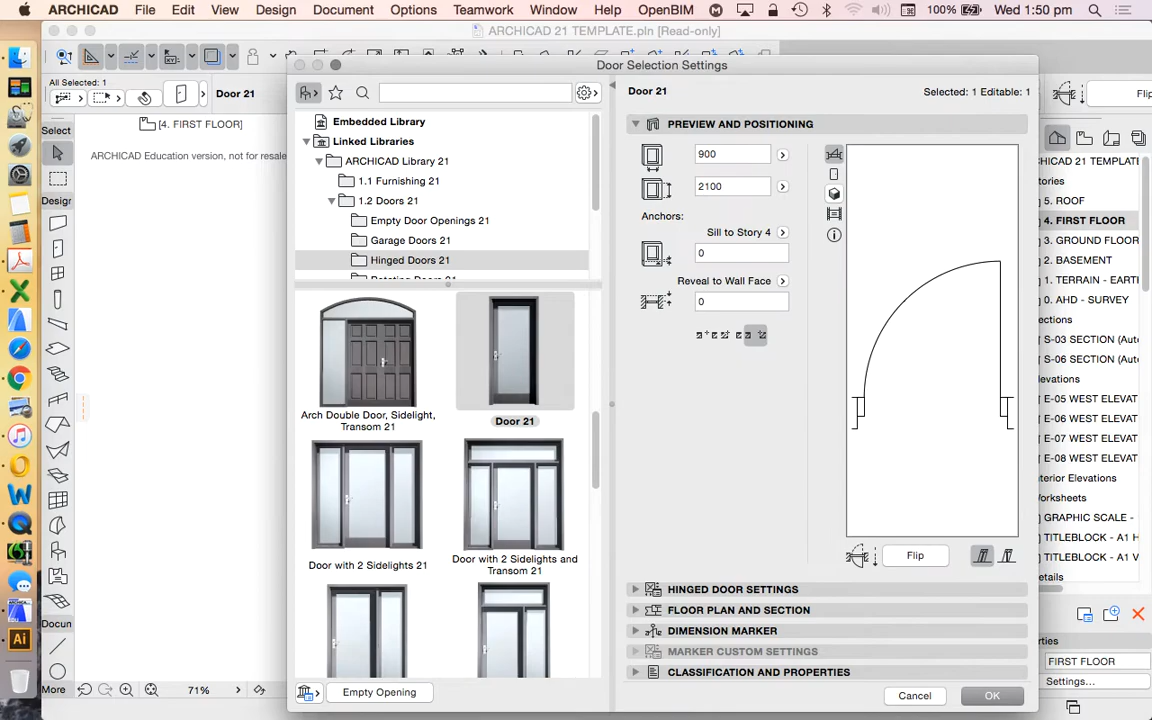 ARCHICAD File Edit View Design Document Options Teamwork Window Help OpenBIM 100% Wed 1:50 pm
ARCHICAD 21 TEMPLATE.pln [Read-only]
Door Selection Settings
All Selected: 1
Door 21
Door 21
Selected: 1 Editable: 1
Flip
[4. FIRST FLOOR]
ARCHICAD Education version, not for resale
Select
Desigr
Docun
More
71%
Embedded Library
Linked Libraries
ARCHICAD Library 21
1.1 Furnishing 21
1.2 Doors 21
Empty Door Openings 21
Garage Doors 21
Hinged Doors 21
Arch Double Door, Sidelight,
Transom 21
Door 21
Door with 2 Sidelights 21
Door with 2 Sidelights and
Transom 21
Empty Opening
PREVIEW AND POSITIONING
900
2100
Anchors:
Sill to Story 4
0
Reveal to Wall Face
0
Flip
HINGED DOOR SETTINGS
FLOOR PLAN AND SECTION
DIMENSION MARKER
MARKER CUSTOM SETTINGS
CLASSIFICATION AND PROPERTIES
Cancel
OK
CHICAD 21 TEMPLATI
tories
5. ROOF
4. FIRST FLOOR
3. GROUND FLOOR
2. BASEMENT
1. TERRAIN - EART
0. AHD - SURVEY
ections
S-03 SECTION (Aut
S-06 SECTION (Aut
levations
E-05 WEST ELEVAT
E-06 WEST ELEVAT
E-07 WEST ELEVAT
E-08 WEST ELEVAT
terior Elevations
orksheets
GRAPHIC SCALE -
TITLEBLOCK - A1 H
TITLEBLOCK - A1 V
etails
rties
FIRST FLOOR
Settings...